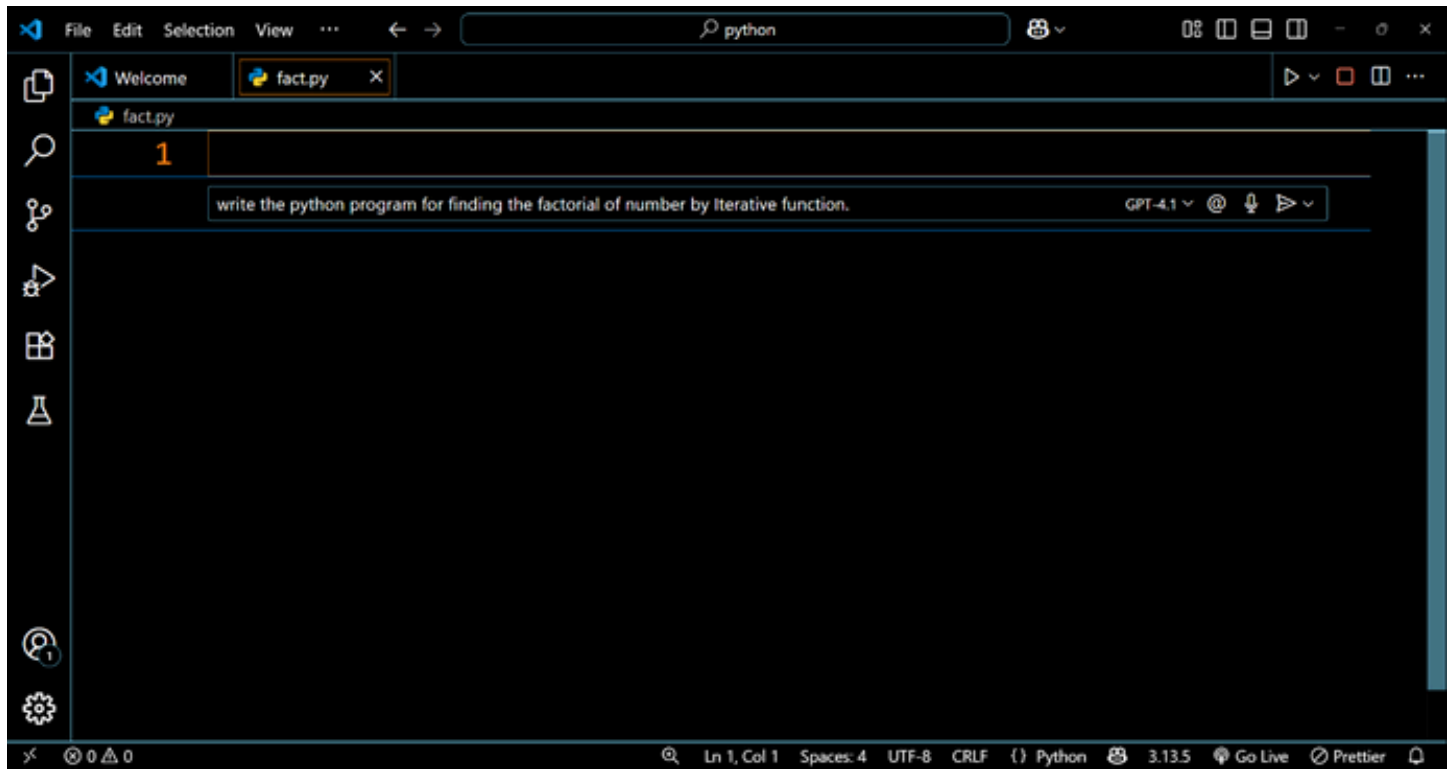 File Edit Selection View ··· python
Welcome fact.py
fact.py
1
write the python program for finding the factorial of number by Iterative function. GPT-4.1 @
1
0 0 Ln 1, Col 1 Spaces: 4 UTF-8 CRLF {} Python 3.13.5 Go Live Prettier